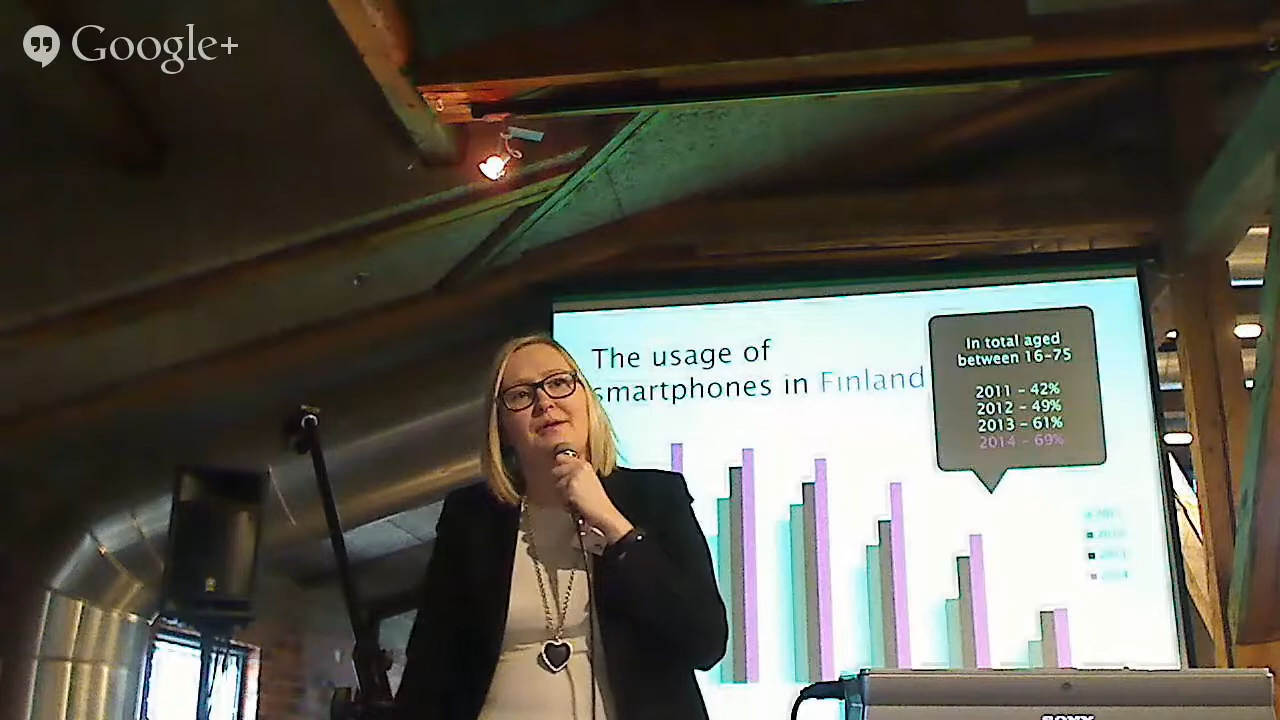 Google+
The usage of
smartphones in Finland
In total aged
between 16-75
2011 - 42%
2012 - 49%
2013 - 61%
2014 - 69%
SONY